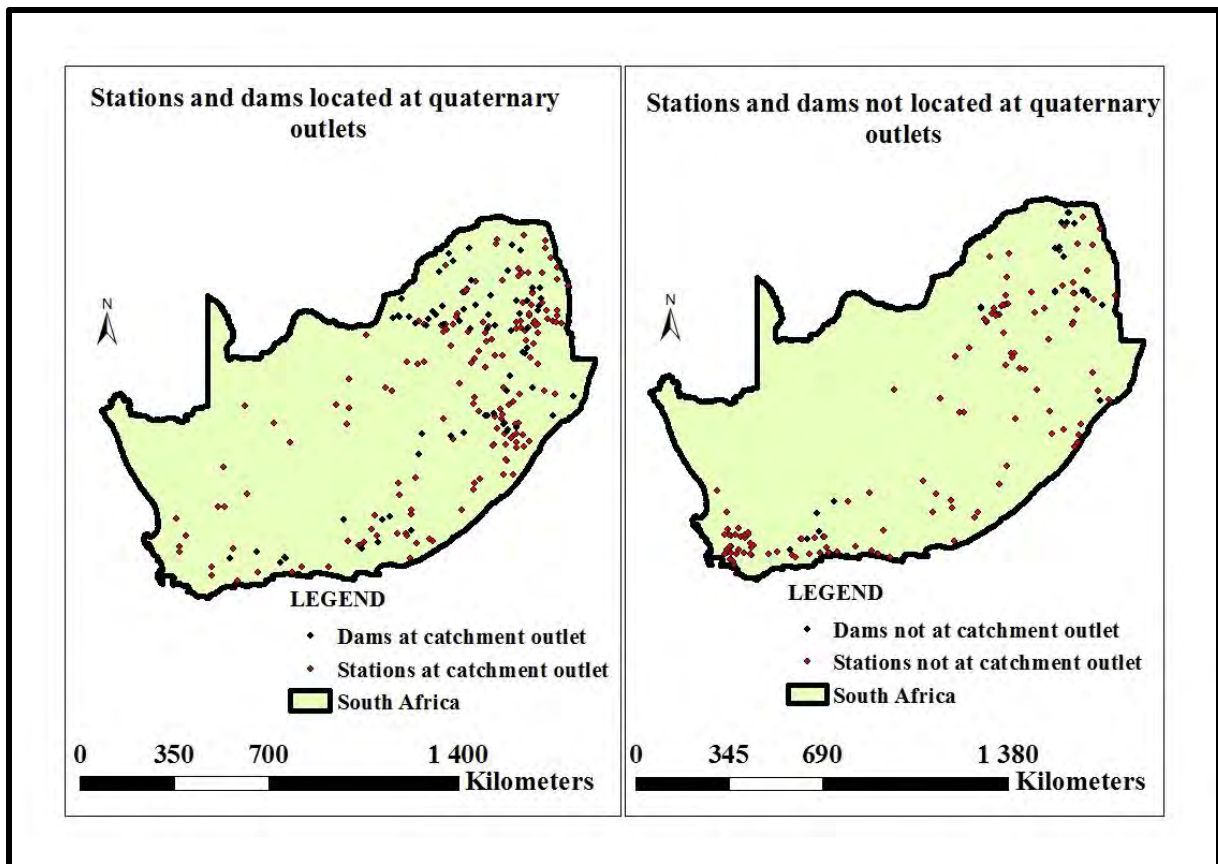 Stations and dams located at quaternary
outlets
N
LEGEND
Dams at catchment outlet
Stations at catchment outlet
South Africa
0 350 700 1 400
Kilometers
Stations and dams not located at quaternary
outlets
N
LEGEND
Dams not at catchment outlet
Stations not at catchment outlet
South Africa
0 345 690 1 380
Kilometers